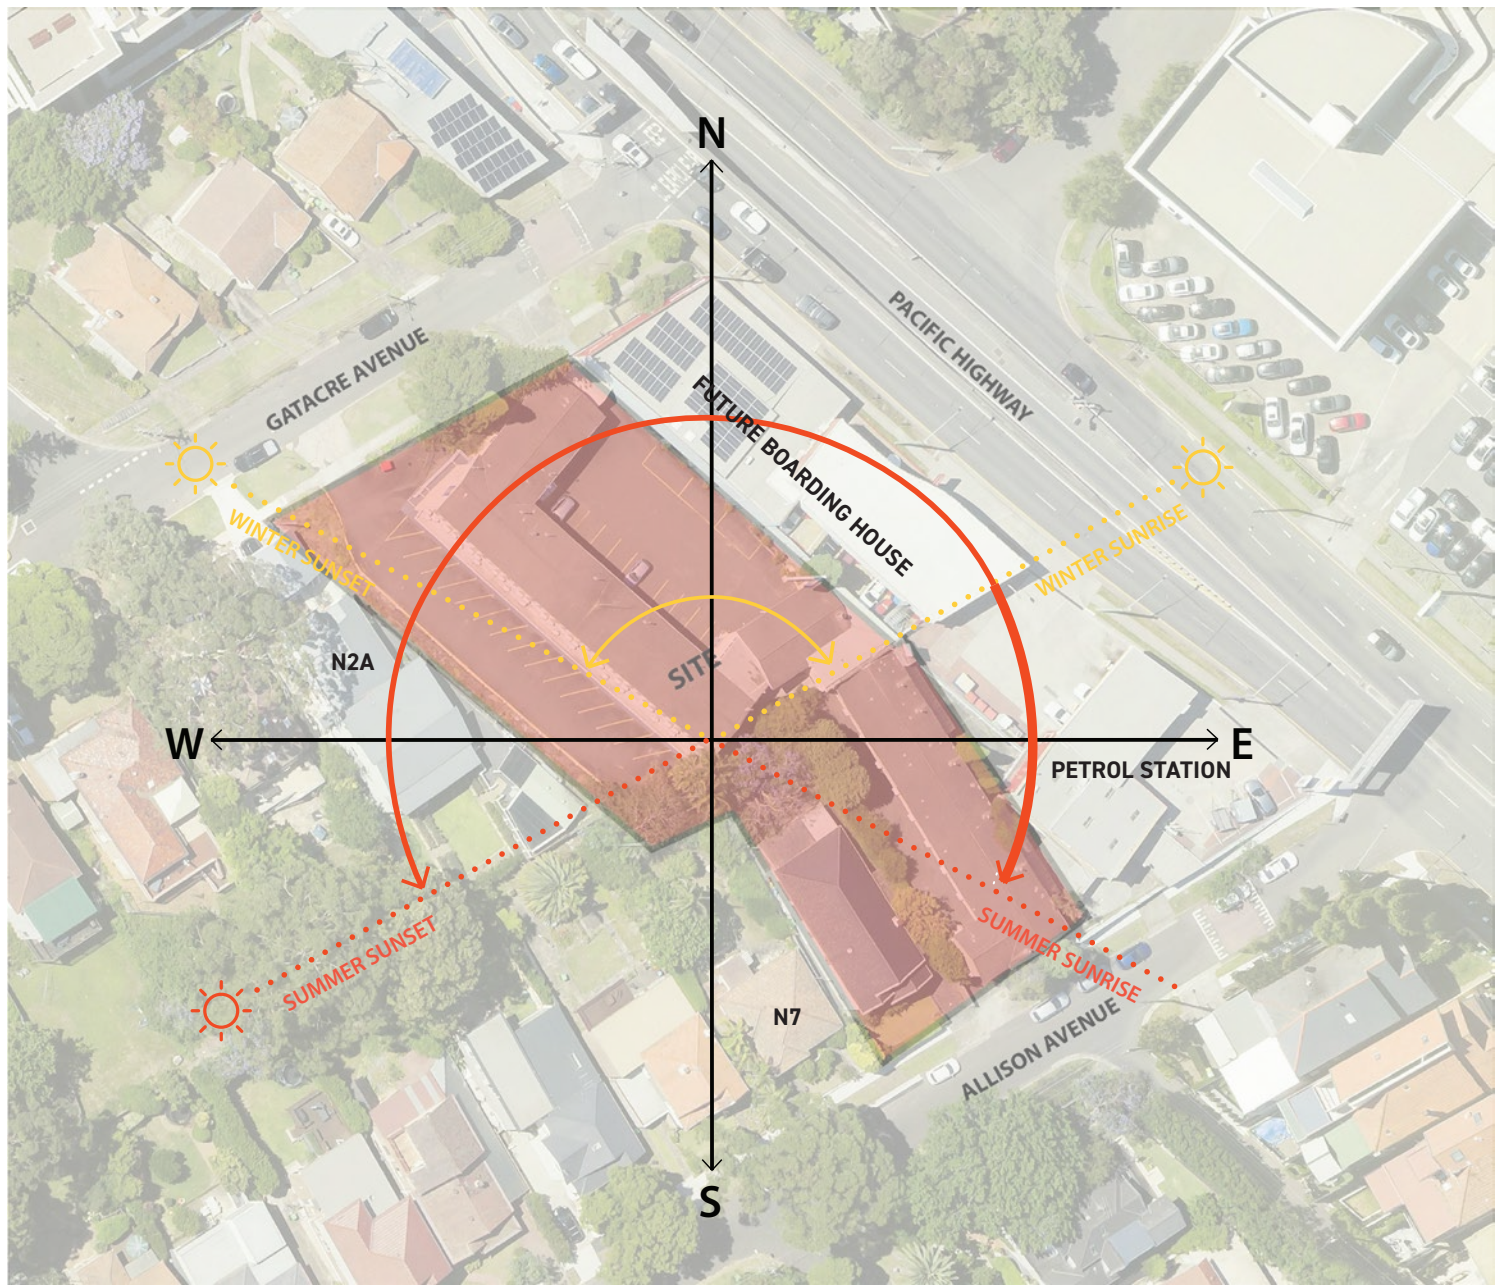 N
PACIFIC HIGHWAY
GATACRE AVENUE
FUTURE BOARDING HOUSE
WINTER SUNSET
WINTER SUNRISE
N2A
SITE
W
E
PETROL STATION
SUMMER SUNSET
SUMMER SUNRISE
N7
ALLISON AVENUE
S